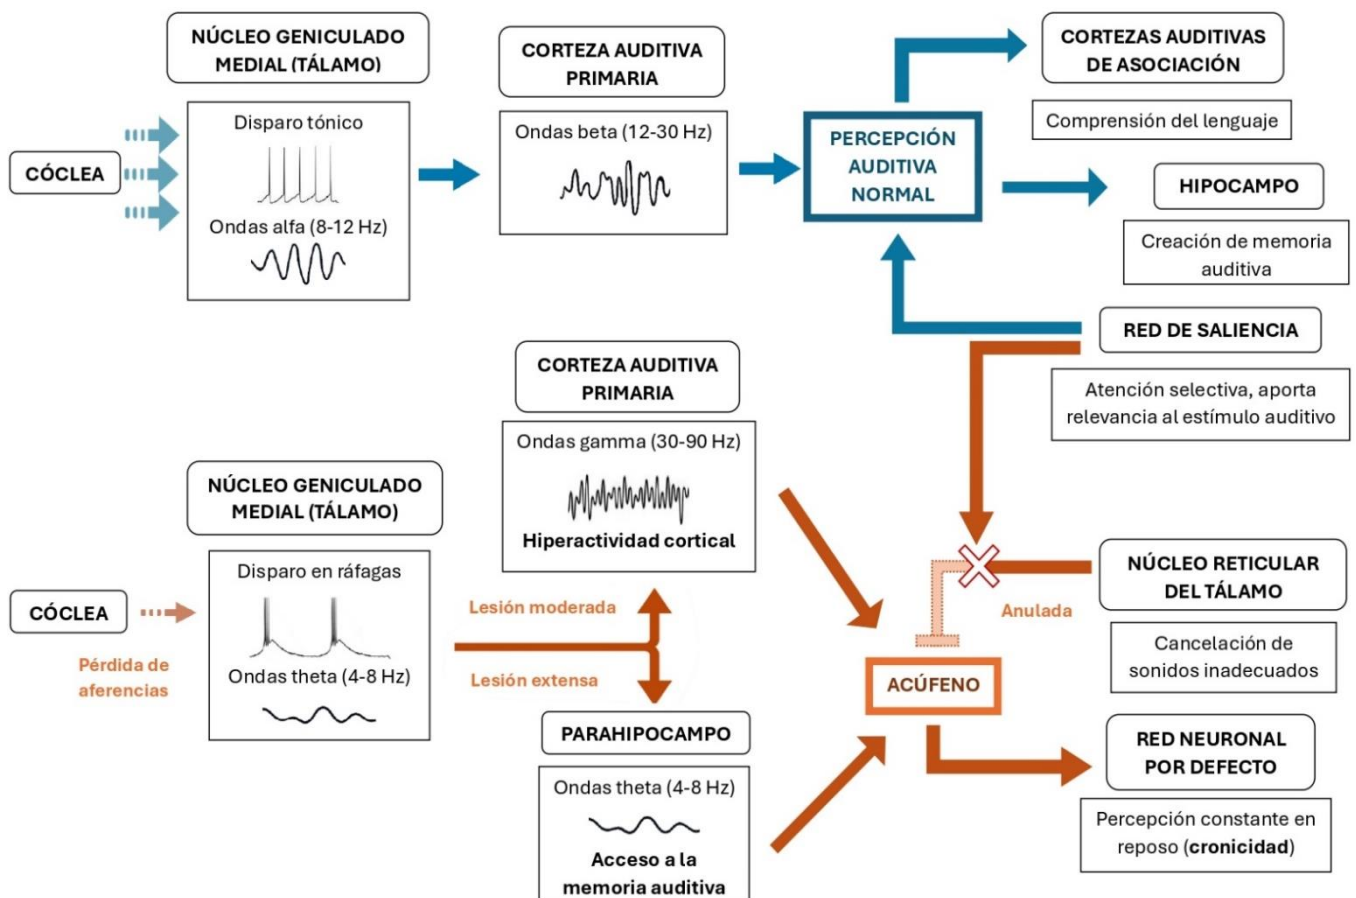 NÚCLEO GENICULADO
MEDIAL (TÁLAMO)
CORTEZA AUDITIVA
PRIMARIA
CORTEZAS AUDITIVAS
DE ASOCIACIÓN
CÓCLEA
Disparo tónico
Ondas alfa (8-12 Hz)
Ondas beta (12-30 Hz)
PERCEPCIÓN
AUDITIVA
NORMAL
Comprensión del lenguaje
HIPOCAMPO
Creación de memoria
auditiva
RED DE SALIENCIA
Atención selectiva, aporta
relevancia al estímulo auditivo
CORTEZA AUDITIVA
PRIMARIA
Ondas gamma (30-90 Hz)
Hiperactividad cortical
NÚCLEO GENICULADO
MEDIAL (TÁLAMO)
CÓCLEA
Pérdida de
aferencias
Disparo en ráfagas
Ondas theta (4-8 Hz)
Lesión moderada
Lesión extensa
PARAHIPOCAMPO
Ondas theta (4-8 Hz)
Acceso a la
memoria auditiva
NÚCLEO RETICULAR
DEL TÁLAMO
Anulada
Cancelación de
sonidos inadecuados
ACÚFENO
RED NEURONAL
POR DEFECTO
Percepción constante en
reposo (cronicidad)